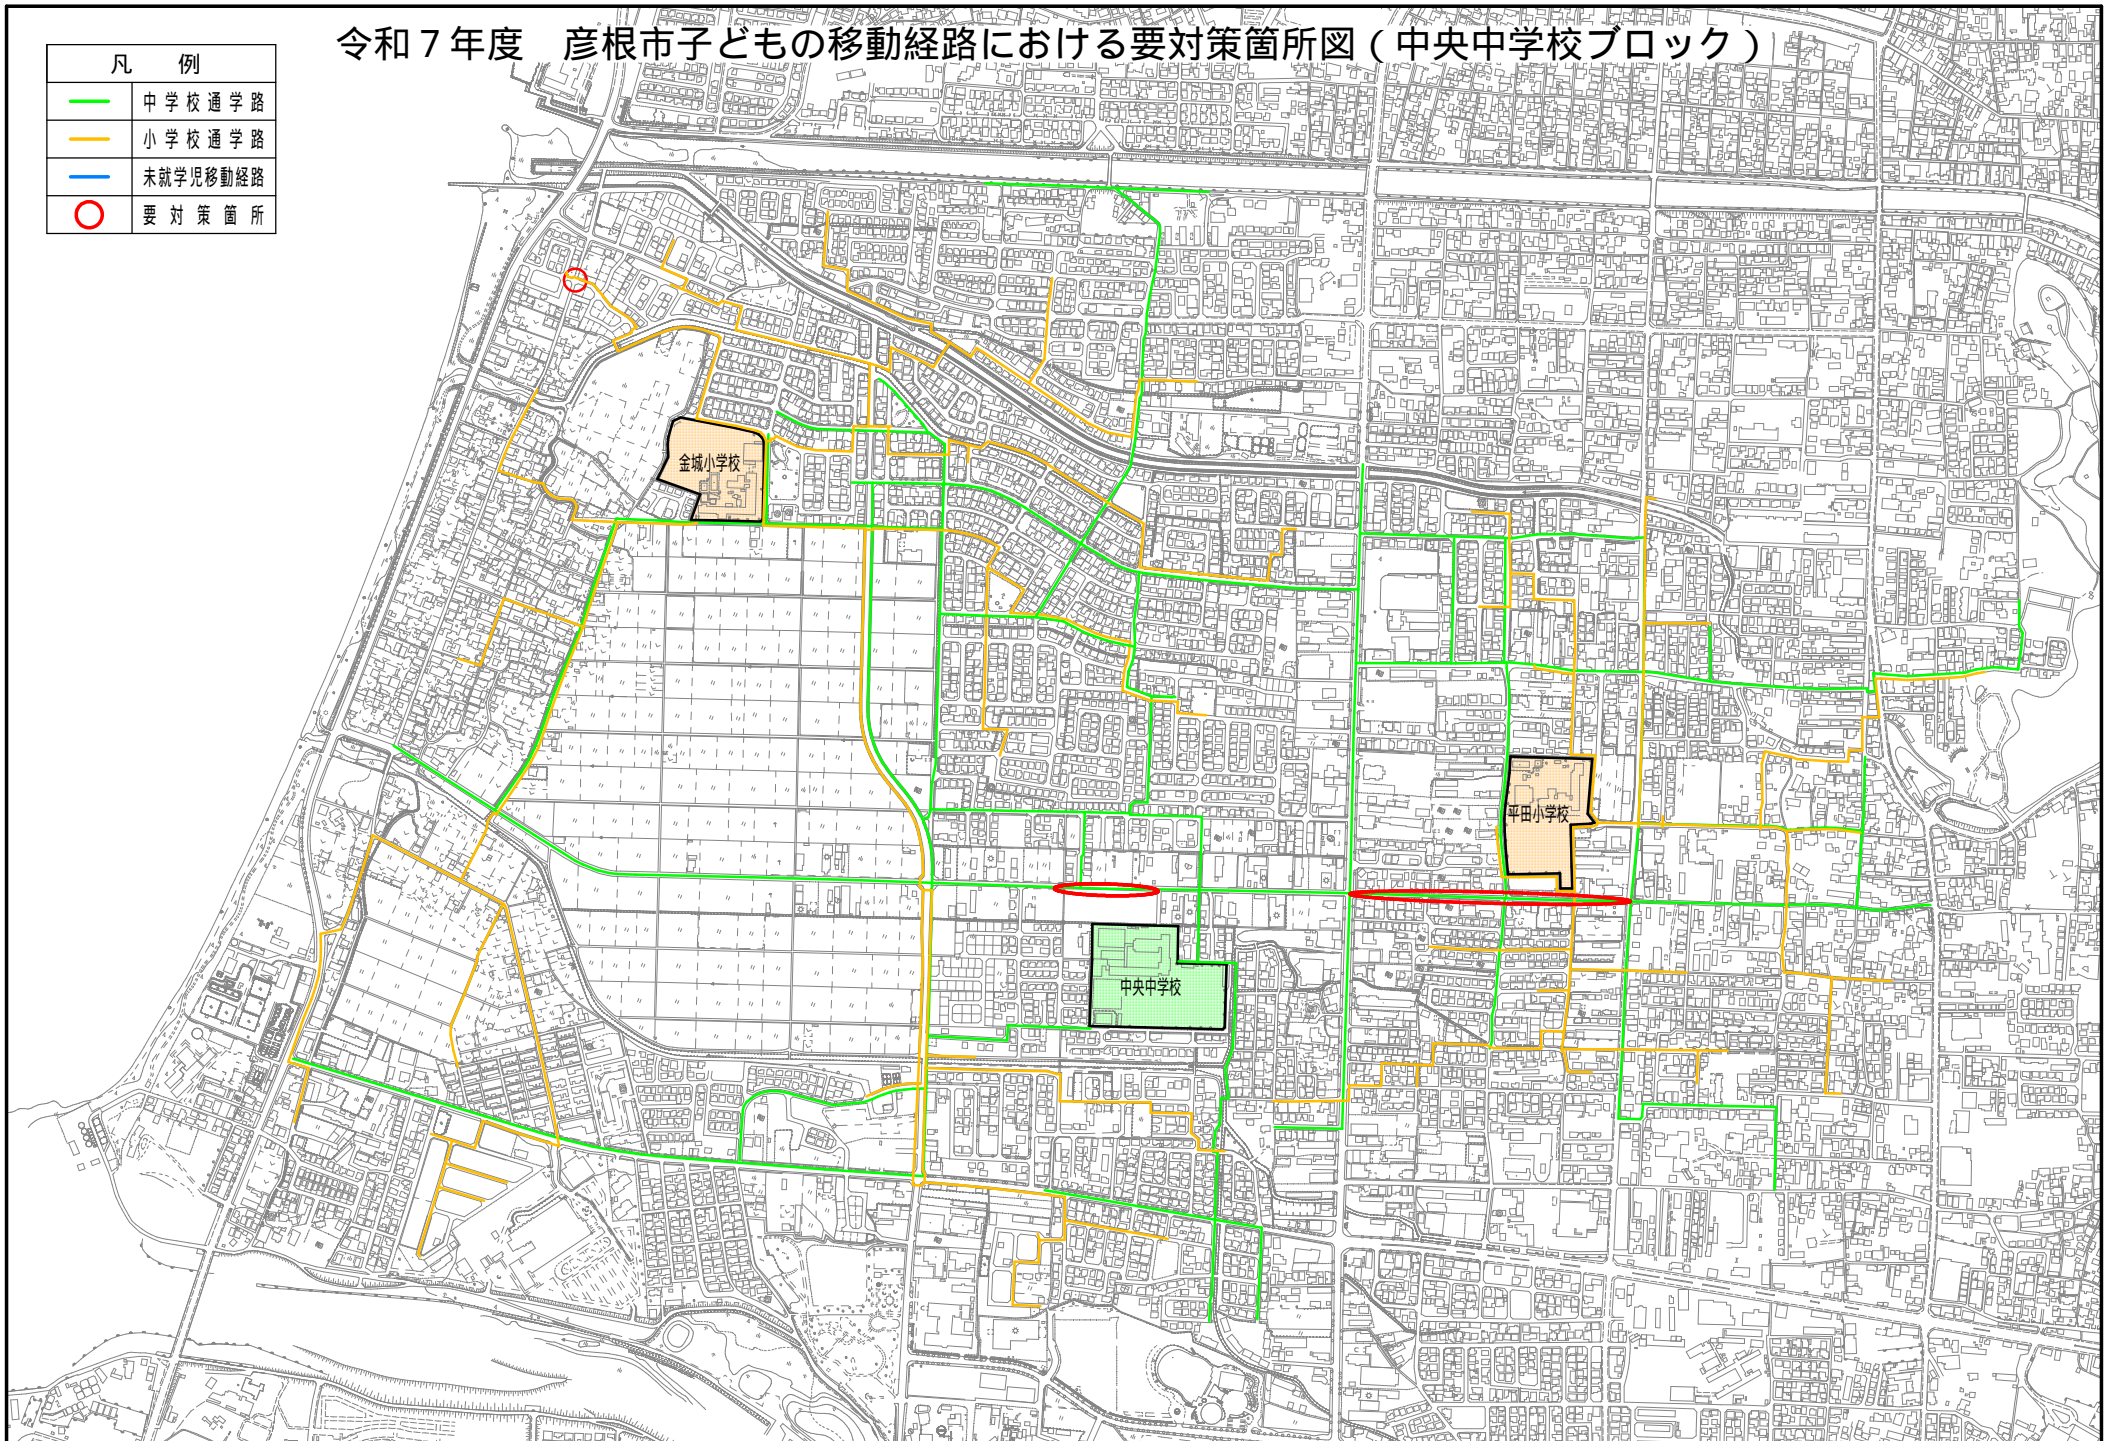 令和７年度　彦根市子どもの移動経路における要対策箇所図（中央中学校ブロック）
凡　例
中学校通学路
小学校通学路
未就学児移動経路
要対策箇所
金城小学校
平田小学校
中央中学校